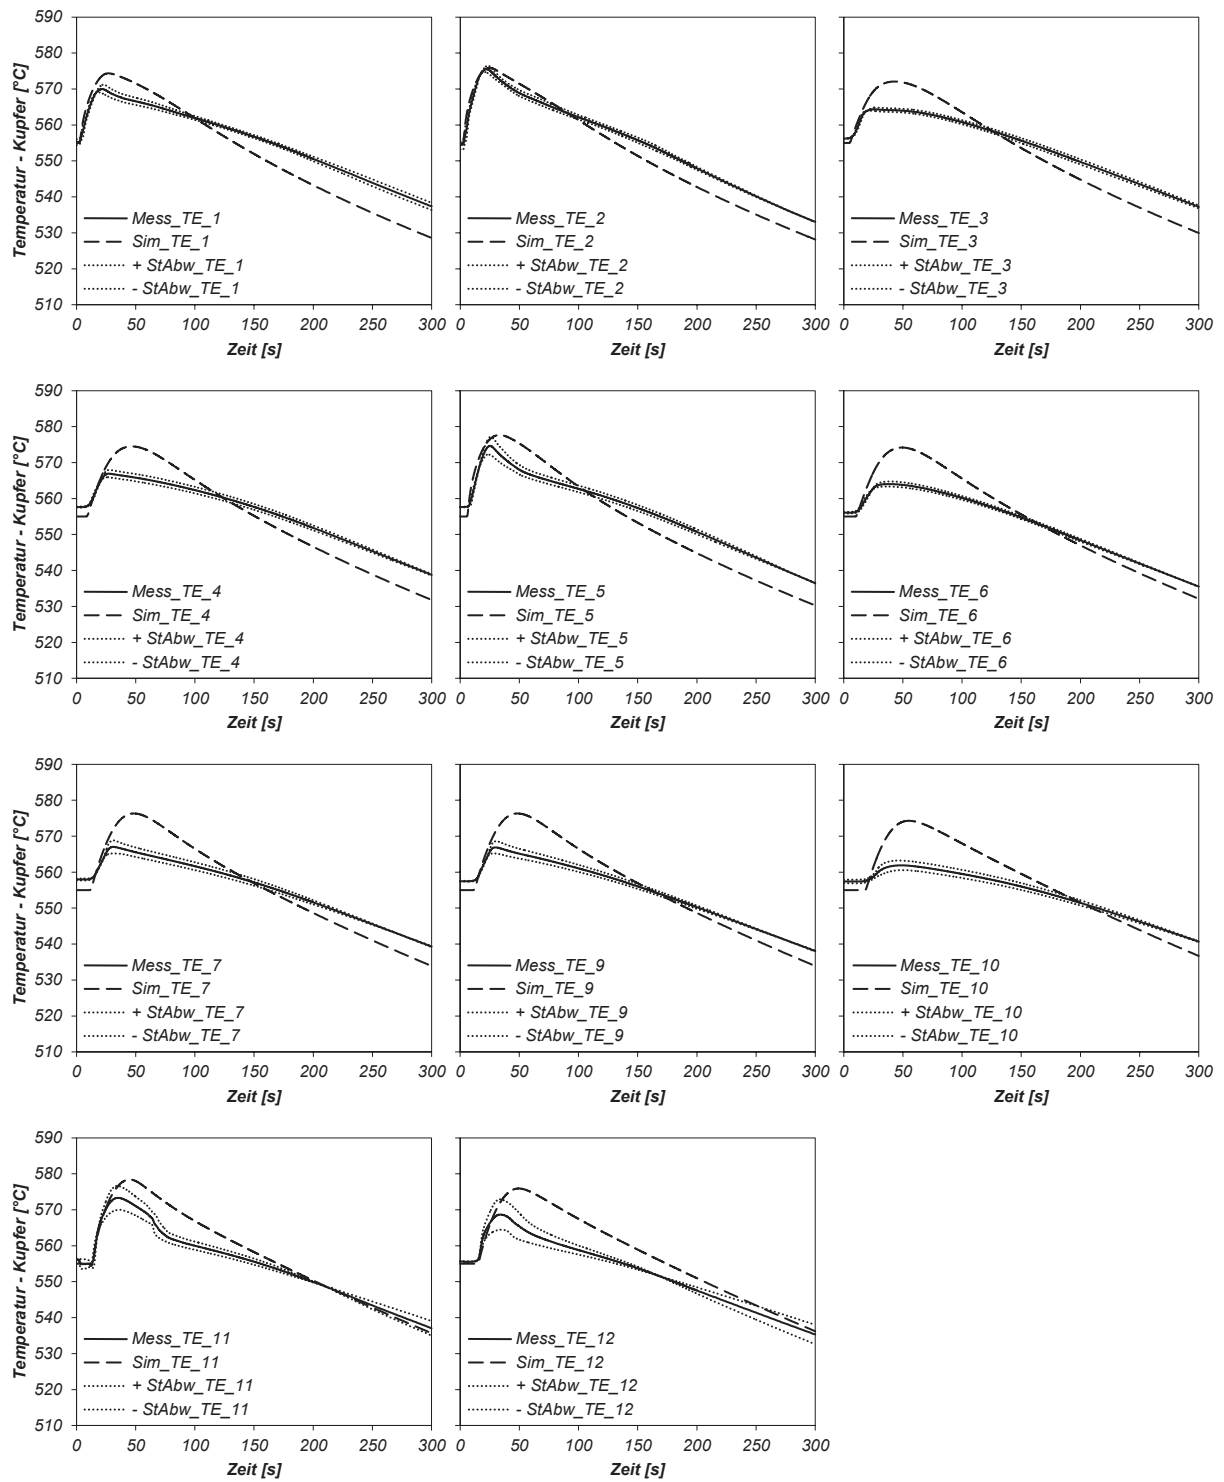 590
580
570
560
550
540
530
520
510
Temperatur - Kupfer [°C]
Mess_TE_1
Sim_TE_1
+ StAbw_TE_1
- StAbw_TE_1
0 50 100 150 200 250 300
Zeit [s]
Mess_TE_2
Sim_TE_2
+ StAbw_TE_2
- StAbw_TE_2
0 50 100 150 200 250 300
Zeit [s]
Mess_TE_3
Sim_TE_3
+ StAbw_TE_3
- StAbw_TE_3
0 50 100 150 200 250 300
Zeit [s]
590
580
570
560
550
540
530
520
510
Temperatur - Kupfer [°C]
Mess_TE_4
Sim_TE_4
+ StAbw_TE_4
- StAbw_TE_4
0 50 100 150 200 250 300
Zeit [s]
Mess_TE_5
Sim_TE_5
+ StAbw_TE_5
- StAbw_TE_5
0 50 100 150 200 250 300
Zeit [s]
Mess_TE_6
Sim_TE_6
+ StAbw_TE_6
- StAbw_TE_6
0 50 100 150 200 250 300
Zeit [s]
590
580
570
560
550
540
530
520
510
Temperatur - Kupfer [°C]
Mess_TE_7
Sim_TE_7
+ StAbw_TE_7
- StAbw_TE_7
0 50 100 150 200 250 300
Zeit [s]
Mess_TE_9
Sim_TE_9
+ StAbw_TE_9
- StAbw_TE_9
0 50 100 150 200 250 300
Zeit [s]
Mess_TE_10
Sim_TE_10
+ StAbw_TE_10
- StAbw_TE_10
0 50 100 150 200 250 300
Zeit [s]
590
580
570
560
550
540
530
520
510
Temperatur - Kupfer [°C]
Mess_TE_11
Sim_TE_11
+ StAbw_TE_11
- StAbw_TE_11
0 50 100 150 200 250 300
Zeit [s]
Mess_TE_12
Sim_TE_12
+ StAbw_TE_12
- StAbw_TE_12
0 50 100 150 200 250 300
Zeit [s]